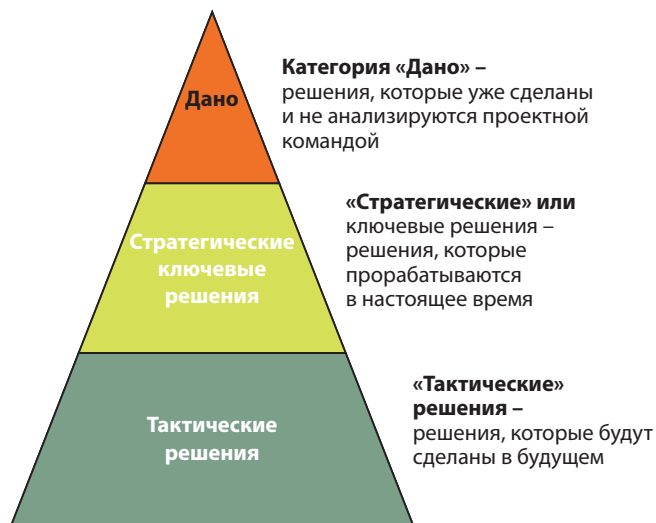 Дано
Категория «Дано» –
решения, которые уже сделаны
и не анализируются проектной
командой
Стратегические
ключевые
решения
«Стратегические» или
ключевые решения –
решения, которые
прорабатываются
в настоящее время
Тактические
решения
«Тактические»
решения –
решения, которые будут
сделаны в будущем